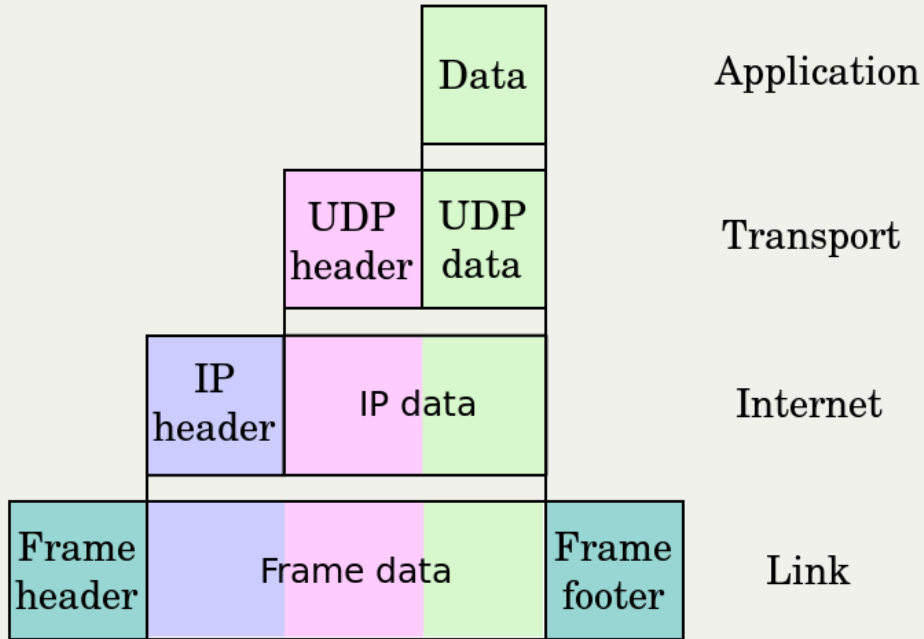 Data
Application
UDP
header
UDP
data
Transport
IP
header
IP data
Internet
Frame
header
Frame data
Frame
footer
Link